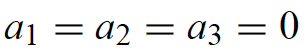 a₁ = a₂ = a₃ = 0